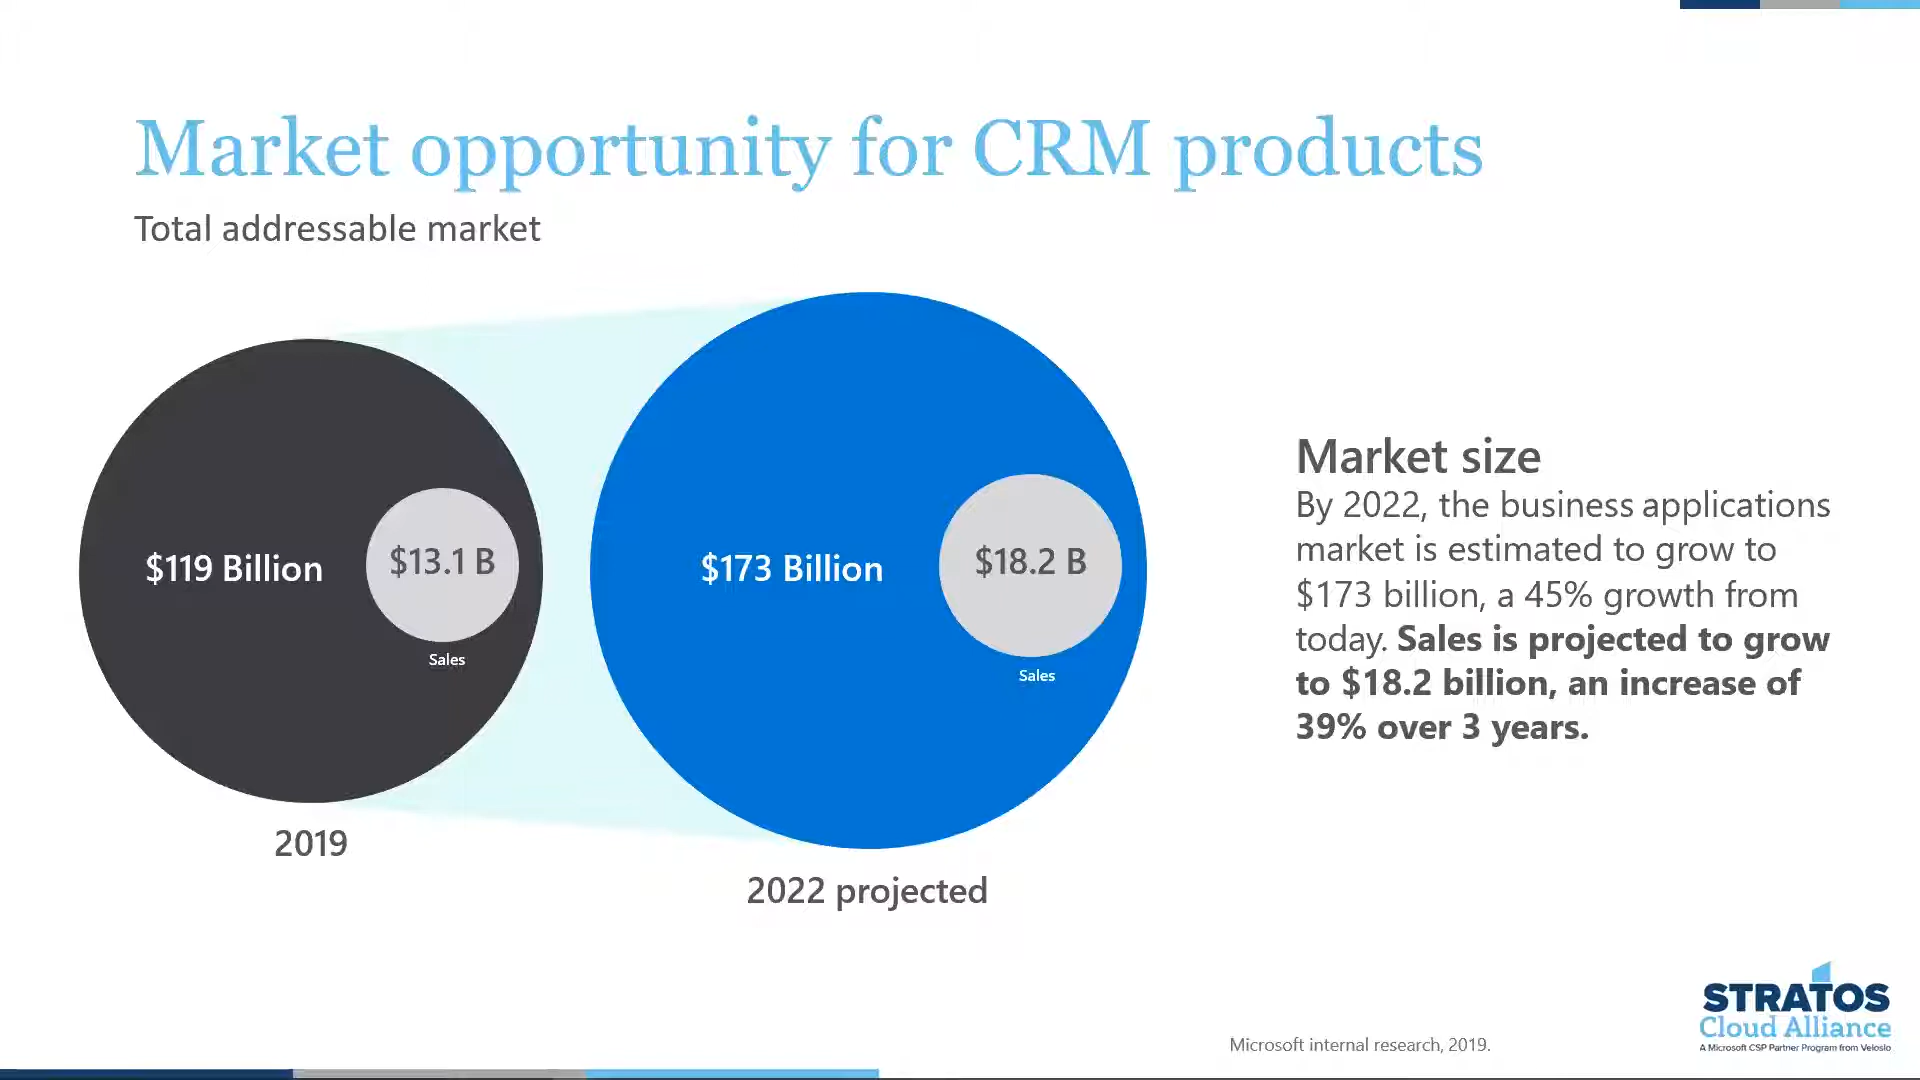 Market opportunity for CRM products
Total addressable market
$119 Billion
$13.1 B
Sales
2019
$173 Billion
$18.2 B
Sales
2022 projected
Market size
By 2022, the business applications
market is estimated to grow to
$173 billion, a 45% growth from
today. Sales is projected to grow
to $18.2 billion, an increase of
39% over 3 years.
Microsoft internal research, 2019.
STRATOS
Cloud Alliance
A Microsoft CSP Partner Program from Velosio